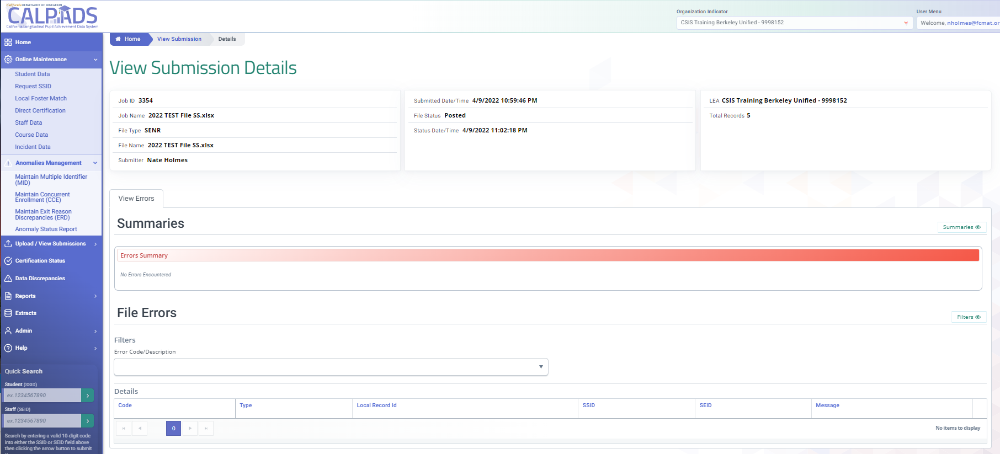 California DEPARTMENT OF EDUCATION
CALPADS
California Longitudinal Pupil Achievement Data System
Organization Indicator
CSIS Training Berkeley Unified - 9998152
User Menu
Welcome, nholmes@fcmat.or
Home
Online Maintenance
Student Data
Request SSID
Local Foster Match
Direct Certification
Staff Data
Course Data
Incident Data
Anomalies Management
Maintain Multiple Identifier
(MID)
Maintain Concurrent
Enrollment (CCE)
Maintain Exit Reason
Discrepancies (ERD)
Anomaly Status Report
Upload / View Submissions
Certification Status
Data Discrepancies
Reports
Extracts
Admin
Help
Quick Search
Student (SSID)
ex.1234567890
Staff (SEID)
ex.1234567890
Search by entering a valid 10-digit code
into either the SSID or SEID field above
then clicking the arrow button to submit
Home View Submission Details
View Submission Details
Job ID 3354
Job Name 2022 TEST File SS.xlsx
File Type SENR
File Name 2022 TEST File SS.xlsx
Submitter Nate Holmes
Submitted Date/Time 4/9/2022 10:59:46 PM
File Status Posted
Status Date/Time 4/9/2022 11:02:18 PM
LEA CSIS Training Berkeley Unified - 9998152
Total Records 5
View Errors
Summaries
Summaries
Errors Summary
No Errors Encountered
File Errors
Filters
Filters
Error Code/Description
Details
Code Type Local Record Id SSID SEID Message
0
No items to display